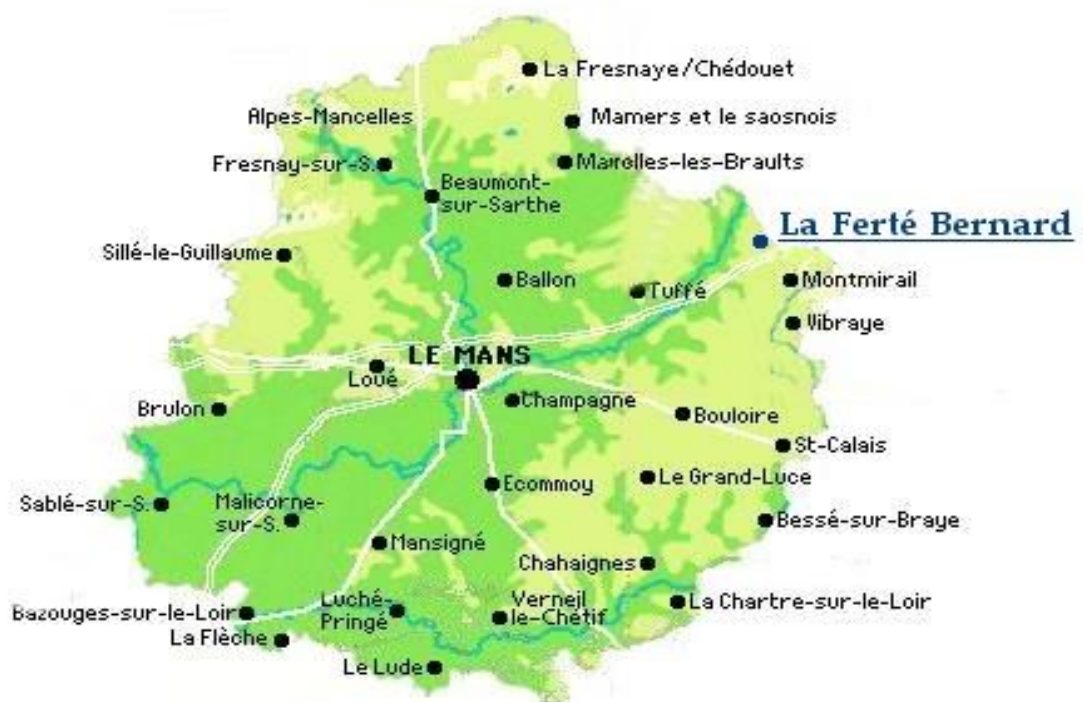 La Fresnaye/Chédouet
Alpes-Mancelles
Mamers et le saosnois
Fresnay-sur-S.
Marolles-les-Braults
Beaumont-
sur-Sarthe
La Ferté Bernard
Sillé-le-Guillaume
Ballon
Tuffé
Montmirail
Vibraye
LE MANS
Loué
Champagne
Brulon
Bouloire
St-Calais
Sablé-sur-S.
Malicorne-
sur-S.
Ecommoy
Le Grand-Luce
Bessé-sur-Braye
Mansigné
Chahaignes
Bazouges-sur-le-Loir
Luché-
Pringé
Verneil
le-Chétif
La Chartre-sur-le-Loir
La Flèche
Le Lude